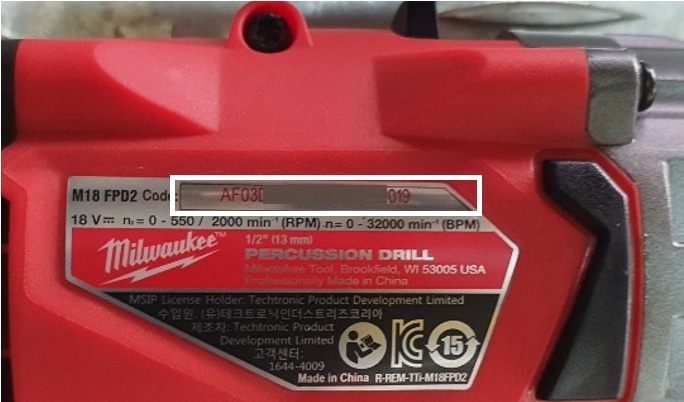 M18 FPD2 Code: AF03 019
18 V⎓ n₀= 0 - 550 / 2000 min⁻¹ (RPM) n= 0 - 32000 min⁻¹ (BPM)
Milwaukee™
1/2" (13 mm)
PERCUSSION DRILL
Milwaukee Tool, Brookfield, WI 53005 USA
Professionally Made in China
MSIP License Holder: Techtronic Product Development Limited
수입원: (유)테크트로닉인더스트리즈코리아
제조자: Techtronic Product
Development Limited
고객센터:
1644-4009
15
Made in China R-REM-TTi-M18FPD2